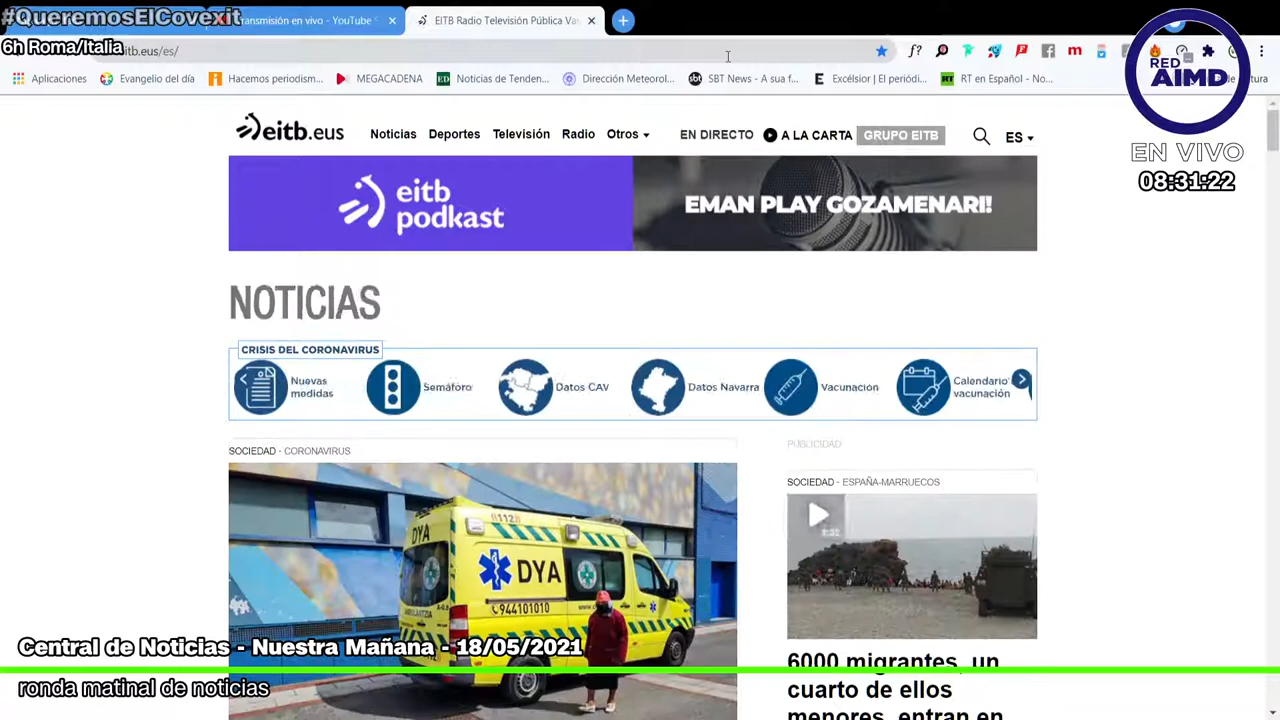 #QueremosElCovexit
transmisión en vivo - YouTube
EITB Radio Televisión Pública Va
6h Roma/Italia
itb.eus/es/
Aplicaciones
Evangelio del día
Hacemos periodism...
MEGACADENA
Noticias de Tenden...
Dirección Meteorol...
SBT News - A sua f...
Excélsior | El periódi...
RT en Español - No...
RED
AIMD
EN VIVO
08:31:22
eitb.eus
Noticias
Deportes
Televisión
Radio
Otros
EN DIRECTO
A LA CARTA
GRUPO EITB
ES
eitb
podkast
EMAN PLAY GOZAMENARI!
NOTICIAS
CRISIS DEL CORONAVIRUS
Nuevas
medidas
Semáforo
Datos CAV
Datos Navarra
Vacunación
Calendario
vacunación
SOCIEDAD - CORONAVIRUS
PUBLICIDAD
SOCIEDAD - ESPAÑA-MARRUECOS
112
DYA
DYA
944101010
6000 migrantes, un
cuarto de ellos
menores, entran en
Central de Noticias - Nuestra Mañana - 18/05/2021
ronda matinal de noticias